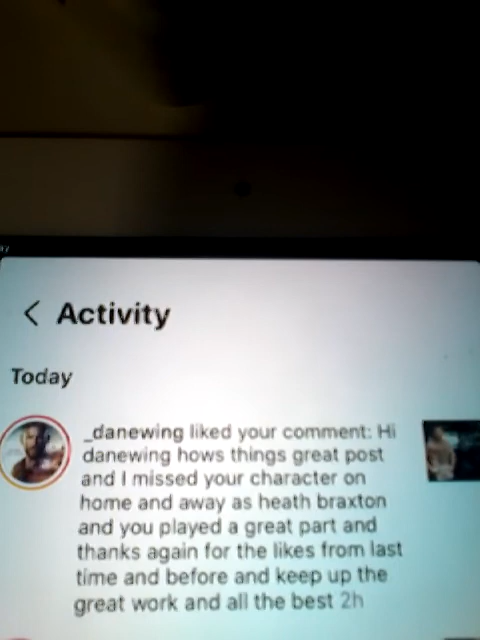 Activity
Today
_danewing liked your comment: Hi
danewing hows things great post
and I missed your character on
home and away as heath braxton
and you played a great part and
thanks again for the likes from last
time and before and keep up the
great work and all the best 2h